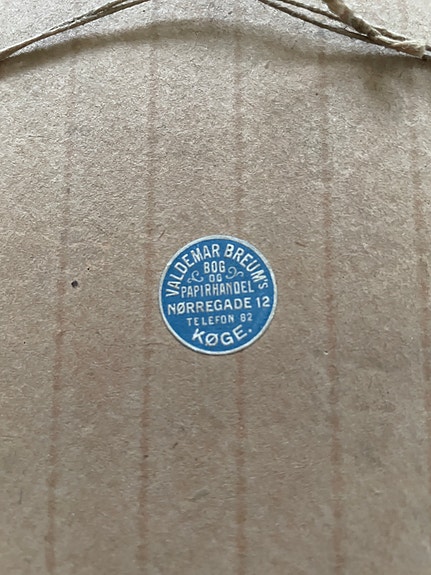 VALDEMAR BREUM'S
BOG
OG
PAPIRHANDEL
NØRREGADE 12
TELEFON 82
KØGE.